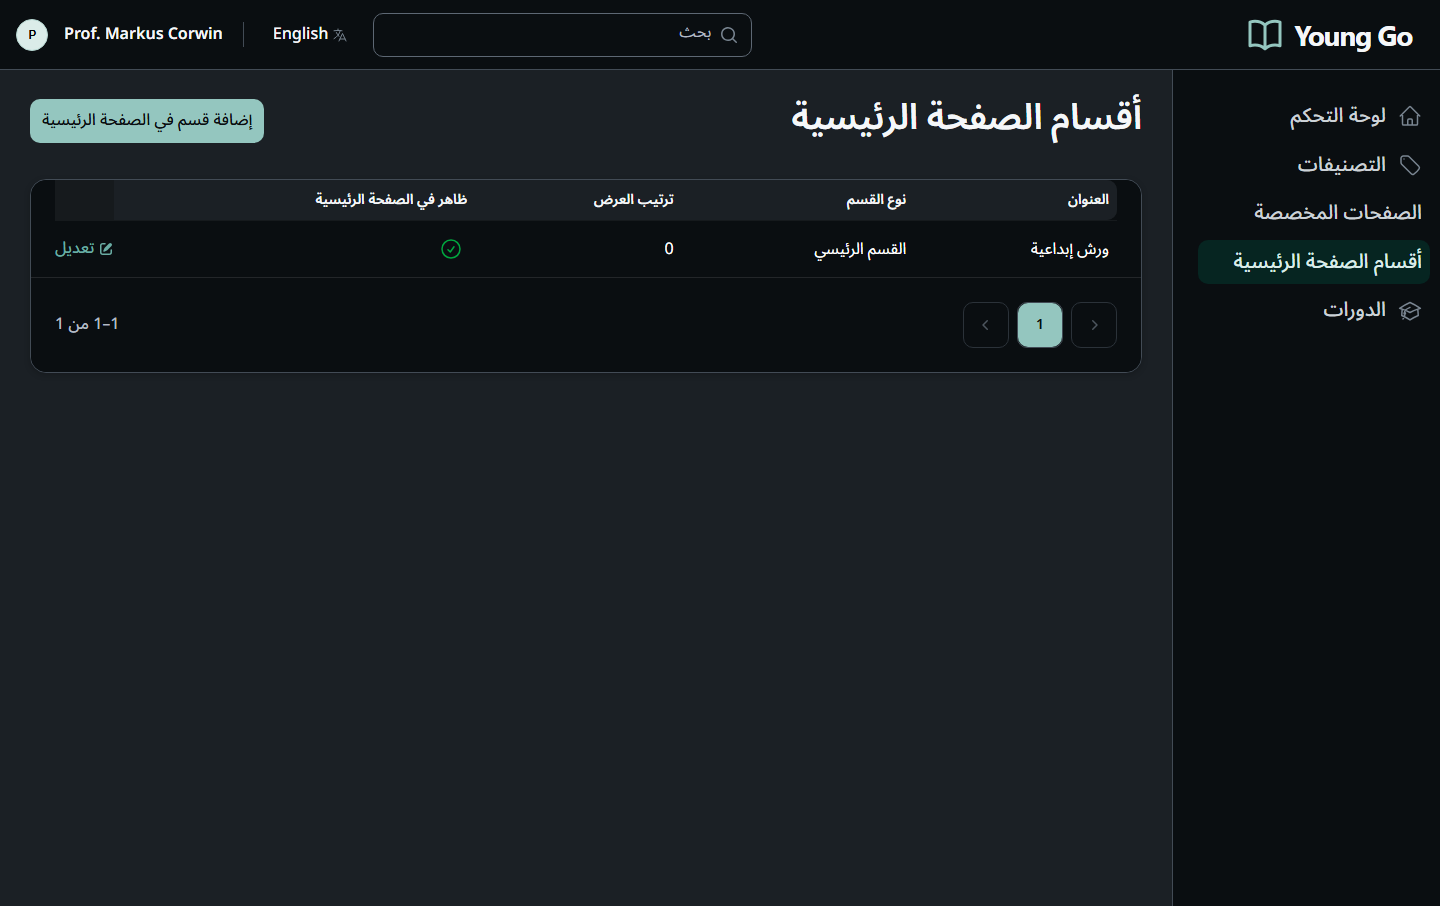 Young Go
بحث
English
Prof. Markus Corwin
P
لوحة التحكم
التصنيفات
الصفحات المخصصة
أقسام الصفحة الرئيسية
الدورات
أقسام الصفحة الرئيسية
إضافة قسم في الصفحة الرئيسية
العنوان نوع القسم ترتيب العرض ظاهر في الصفحة الرئيسية
ورش إبداعية القسم الرئيسي 0 تعديل
1
1–1 من 1